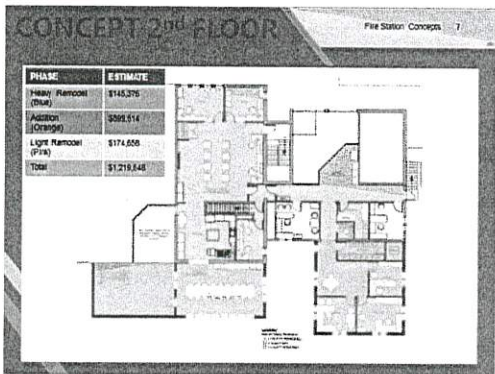 CONCEPT 2nd FLOOR
Fire Station Concepts 7
PHASE ESTIMATE
Heavy Remodel $145,376
(Blue)
Addition $899,514
(Orange)
Light Remodel $174,658
(Pink)
Total $1,219,548